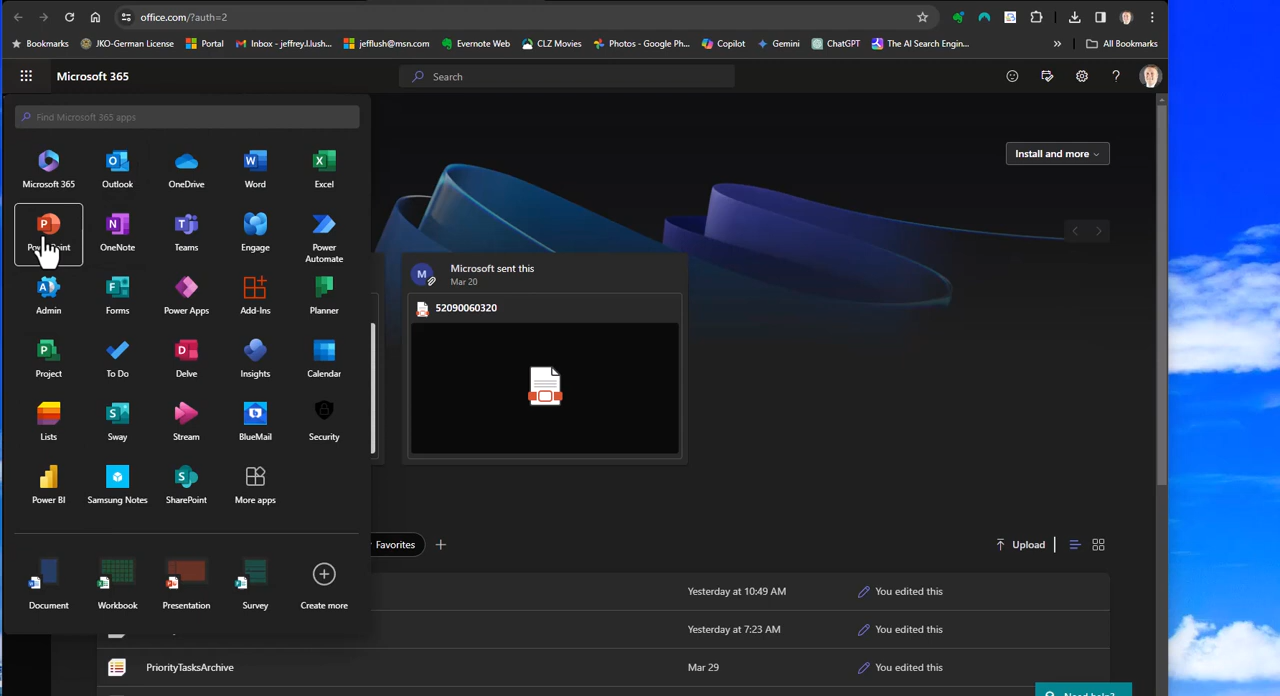 office.com/?auth=2
Bookmarks JKO-German License Portal Inbox - jeffrey.l.lush... jefflush@msn.com Evernote Web CLZ Movies Photos - Google Ph... Copilot Gemini ChatGPT The AI Search Engin... » All Bookmarks
Microsoft 365 Search
Find Microsoft 365 apps
Microsoft 365 Outlook OneDrive Word Excel
PowerPoint OneNote Teams Engage Power
Automate
Admin Forms Power Apps Add-Ins Planner
Project To Do Delve Insights Calendar
Lists Sway Stream BlueMail Security
Power BI Samsung Notes SharePoint More apps
Document Workbook Presentation Survey Create more
Install and more
M Microsoft sent this
Mar 20
52090060320
Favorites + Upload
Yesterday at 10:49 AM You edited this
Yesterday at 7:23 AM You edited this
PriorityTasksArchive Mar 29 You edited this
Need help?